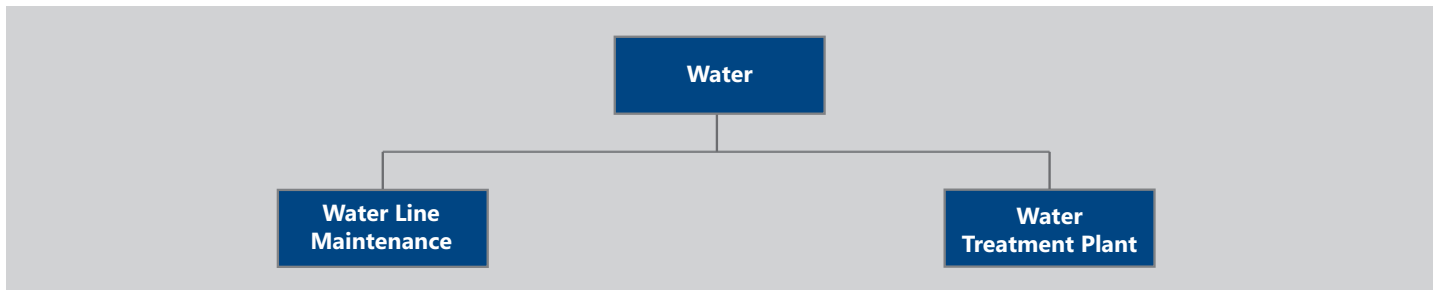 Water
Water Line
Maintenance
Water
Treatment Plant